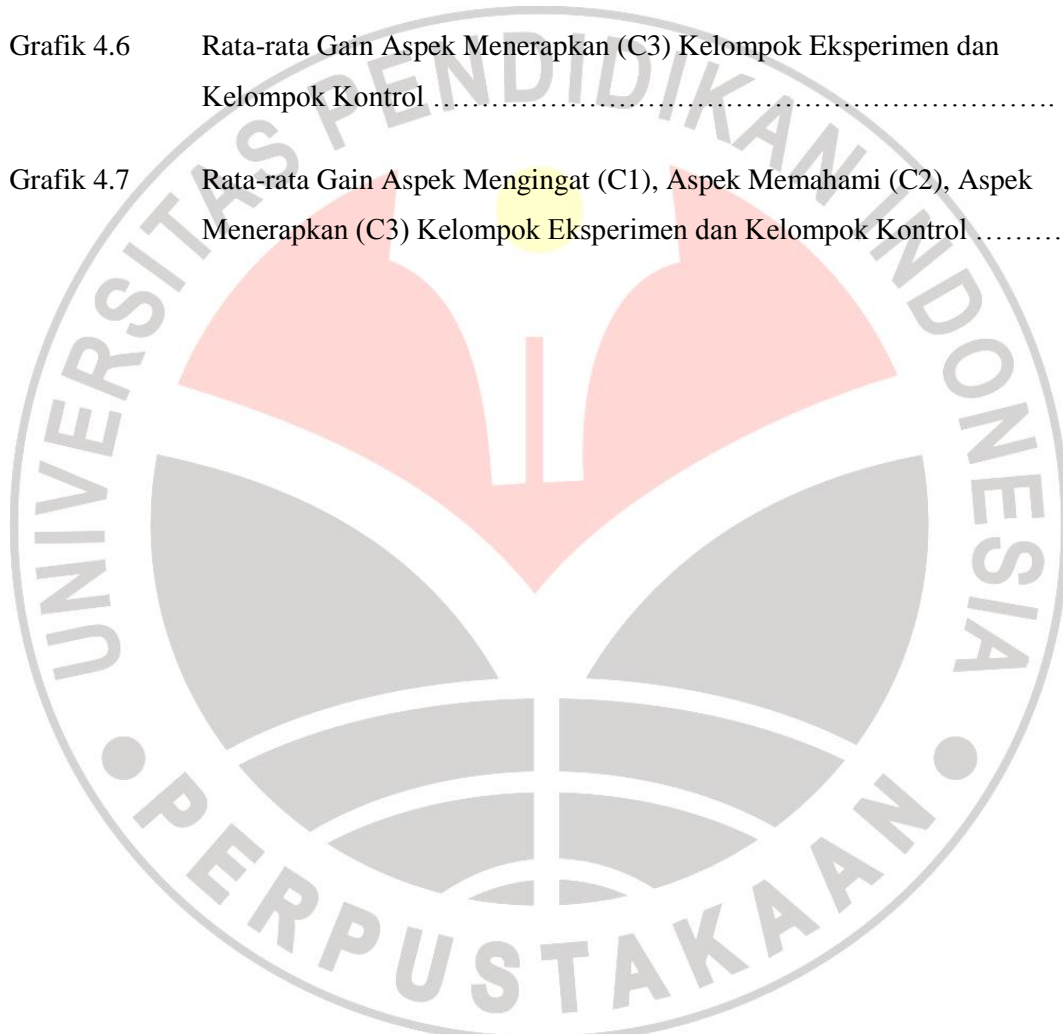 Grafik 4.6 Rata-rata Gain Aspek Menerapkan (C3) Kelompok Eksperimen dan
Kelompok Kontrol ……………………………………………………….
Grafik 4.7 Rata-rata Gain Aspek Mengingat (C1), Aspek Memahami (C2), Aspek
Menerapkan (C3) Kelompok Eksperimen dan Kelompok Kontrol ………
UNIVERSITAS PENDIDIKAN INDONESIA
PERPUSTAKAAN